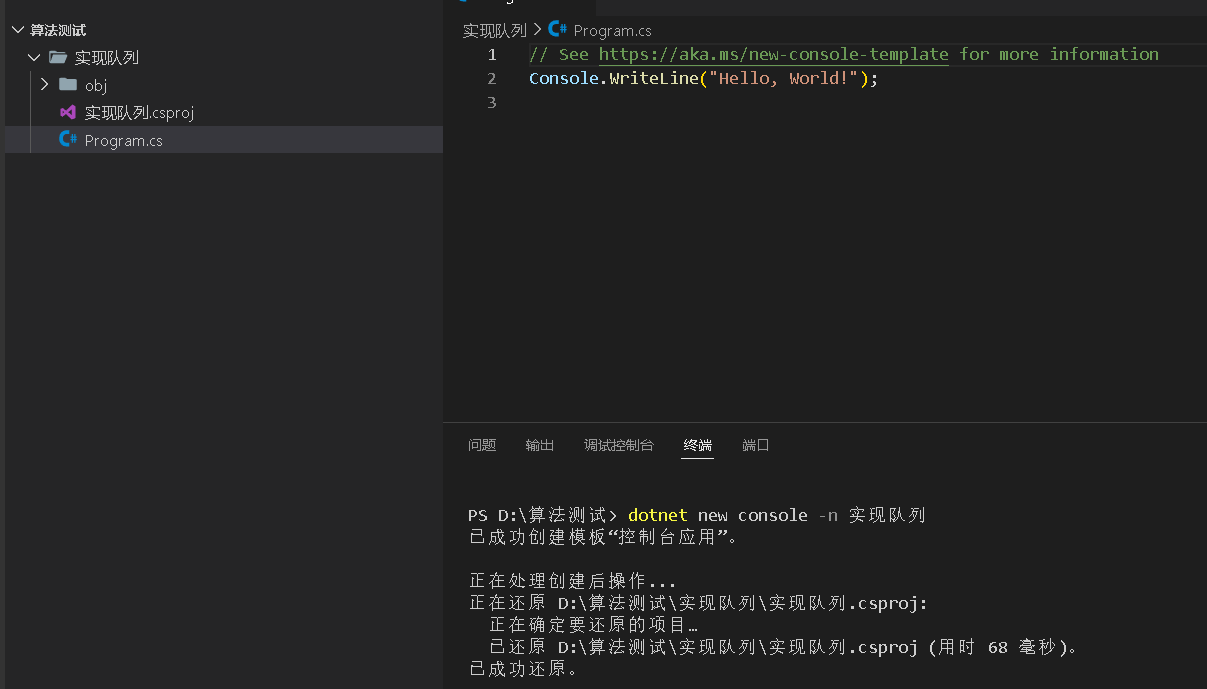 算法测试
实现队列
obj
实现队列.csproj
Program.cs
实现队列 > Program.cs
1 // See https://aka.ms/new-console-template for more information
2 Console.WriteLine("Hello, World!");
3
问题 输出 调试控制台 终端 端口
PS D:\算法测试> dotnet new console -n 实现队列
已成功创建模板“控制台应用”。
正在处理创建后操作...
正在还原 D:\算法测试\实现队列\实现队列.csproj:
正在确定要还原的项目…
已还原 D:\算法测试\实现队列\实现队列.csproj (用时 68 毫秒)。
已成功还原。